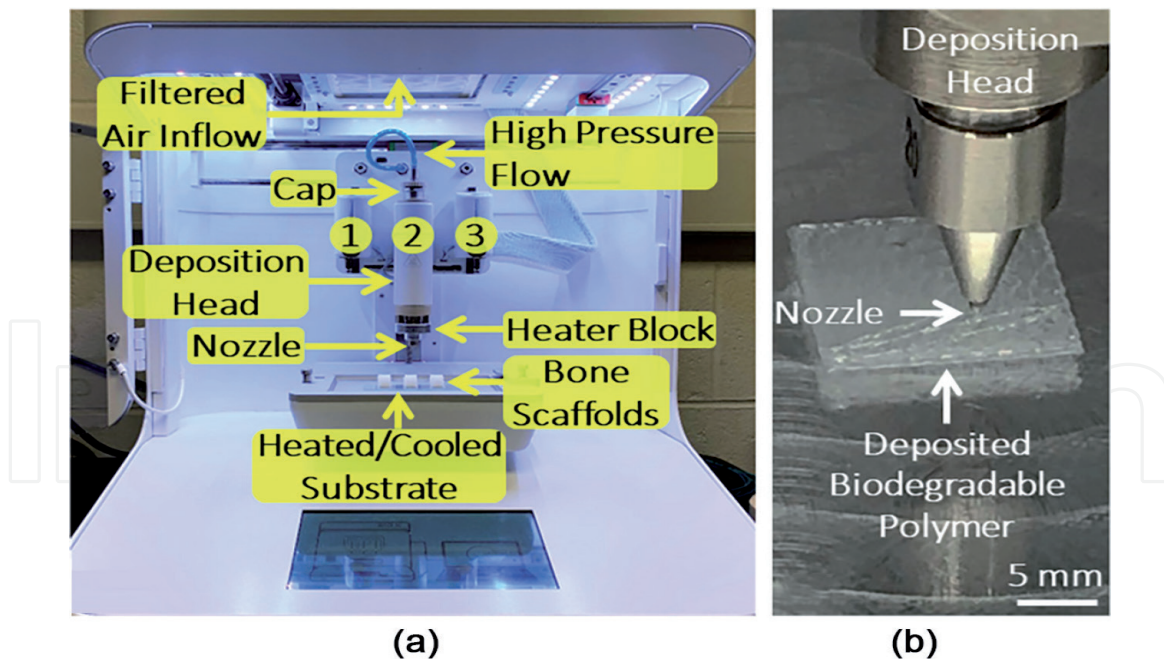 Filtered
Air Inflow
High Pressure
Flow
Cap
1
2
3
Deposition
Head
Heater Block
Nozzle
Bone
Scaffolds
Heated/Cooled
Substrate
(a)
Deposition
Head
Nozzle
Deposited
Biodegradable
Polymer
5 mm
(b)